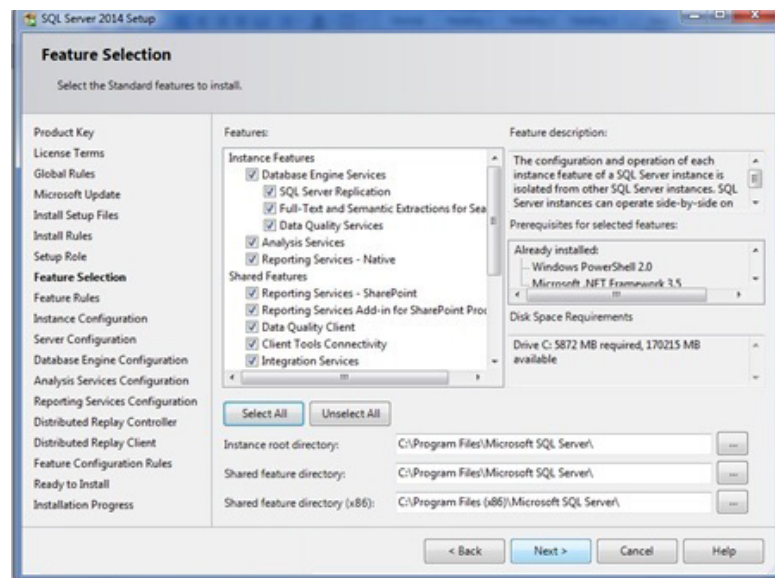 SQL Server 2014 Setup
Feature Selection
Select the Standard features to install.
Product Key
License Terms
Global Rules
Microsoft Update
Install Setup Files
Install Rules
Setup Role
Feature Selection
Feature Rules
Instance Configuration
Server Configuration
Database Engine Configuration
Analysis Services Configuration
Reporting Services Configuration
Distributed Replay Controller
Distributed Replay Client
Feature Configuration Rules
Ready to Install
Installation Progress
Features:
Instance Features
Database Engine Services
SQL Server Replication
Full-Text and Semantic Extractions for Sea
Data Quality Services
Analysis Services
Reporting Services - Native
Shared Features
Reporting Services - SharePoint
Reporting Services Add-in for SharePoint Proc
Data Quality Client
Client Tools Connectivity
Integration Services
Feature description:
The configuration and operation of each
instance feature of a SQL Server instance is
isolated from other SQL Server instances. SQL
Server instances can operate side-by-side on
Prerequisites for selected features:
Already installed:
Windows PowerShell 2.0
Microsoft .NET Framework 3.5
Disk Space Requirements
Drive C: 5872 MB required, 170215 MB
available
Select All
Unselect All
Instance root directory:
C:\Program Files\Microsoft SQL Server\
...
Shared feature directory:
C:\Program Files\Microsoft SQL Server\
...
Shared feature directory (x86):
C:\Program Files (x86)\Microsoft SQL Server\
...
< Back
Next >
Cancel
Help